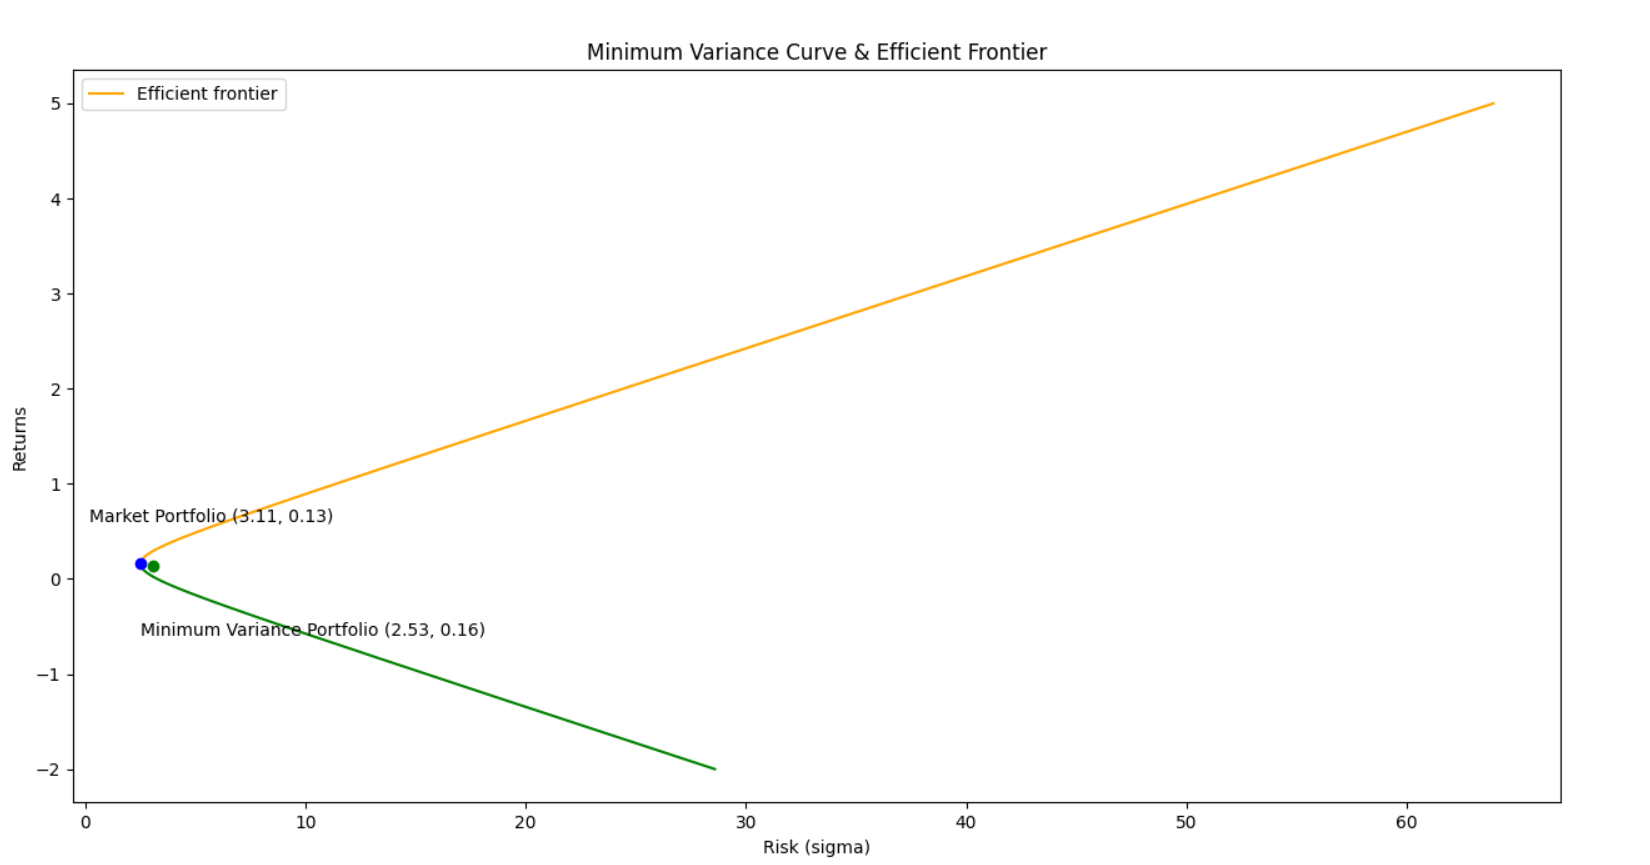 Minimum Variance Curve & Efficient Frontier
Efficient frontier
5
4
3
2
1
0
−1
−2
Returns
Market Portfolio (3.11, 0.13)
Minimum Variance Portfolio (2.53, 0.16)
0 10 20 30 40 50 60
Risk (sigma)